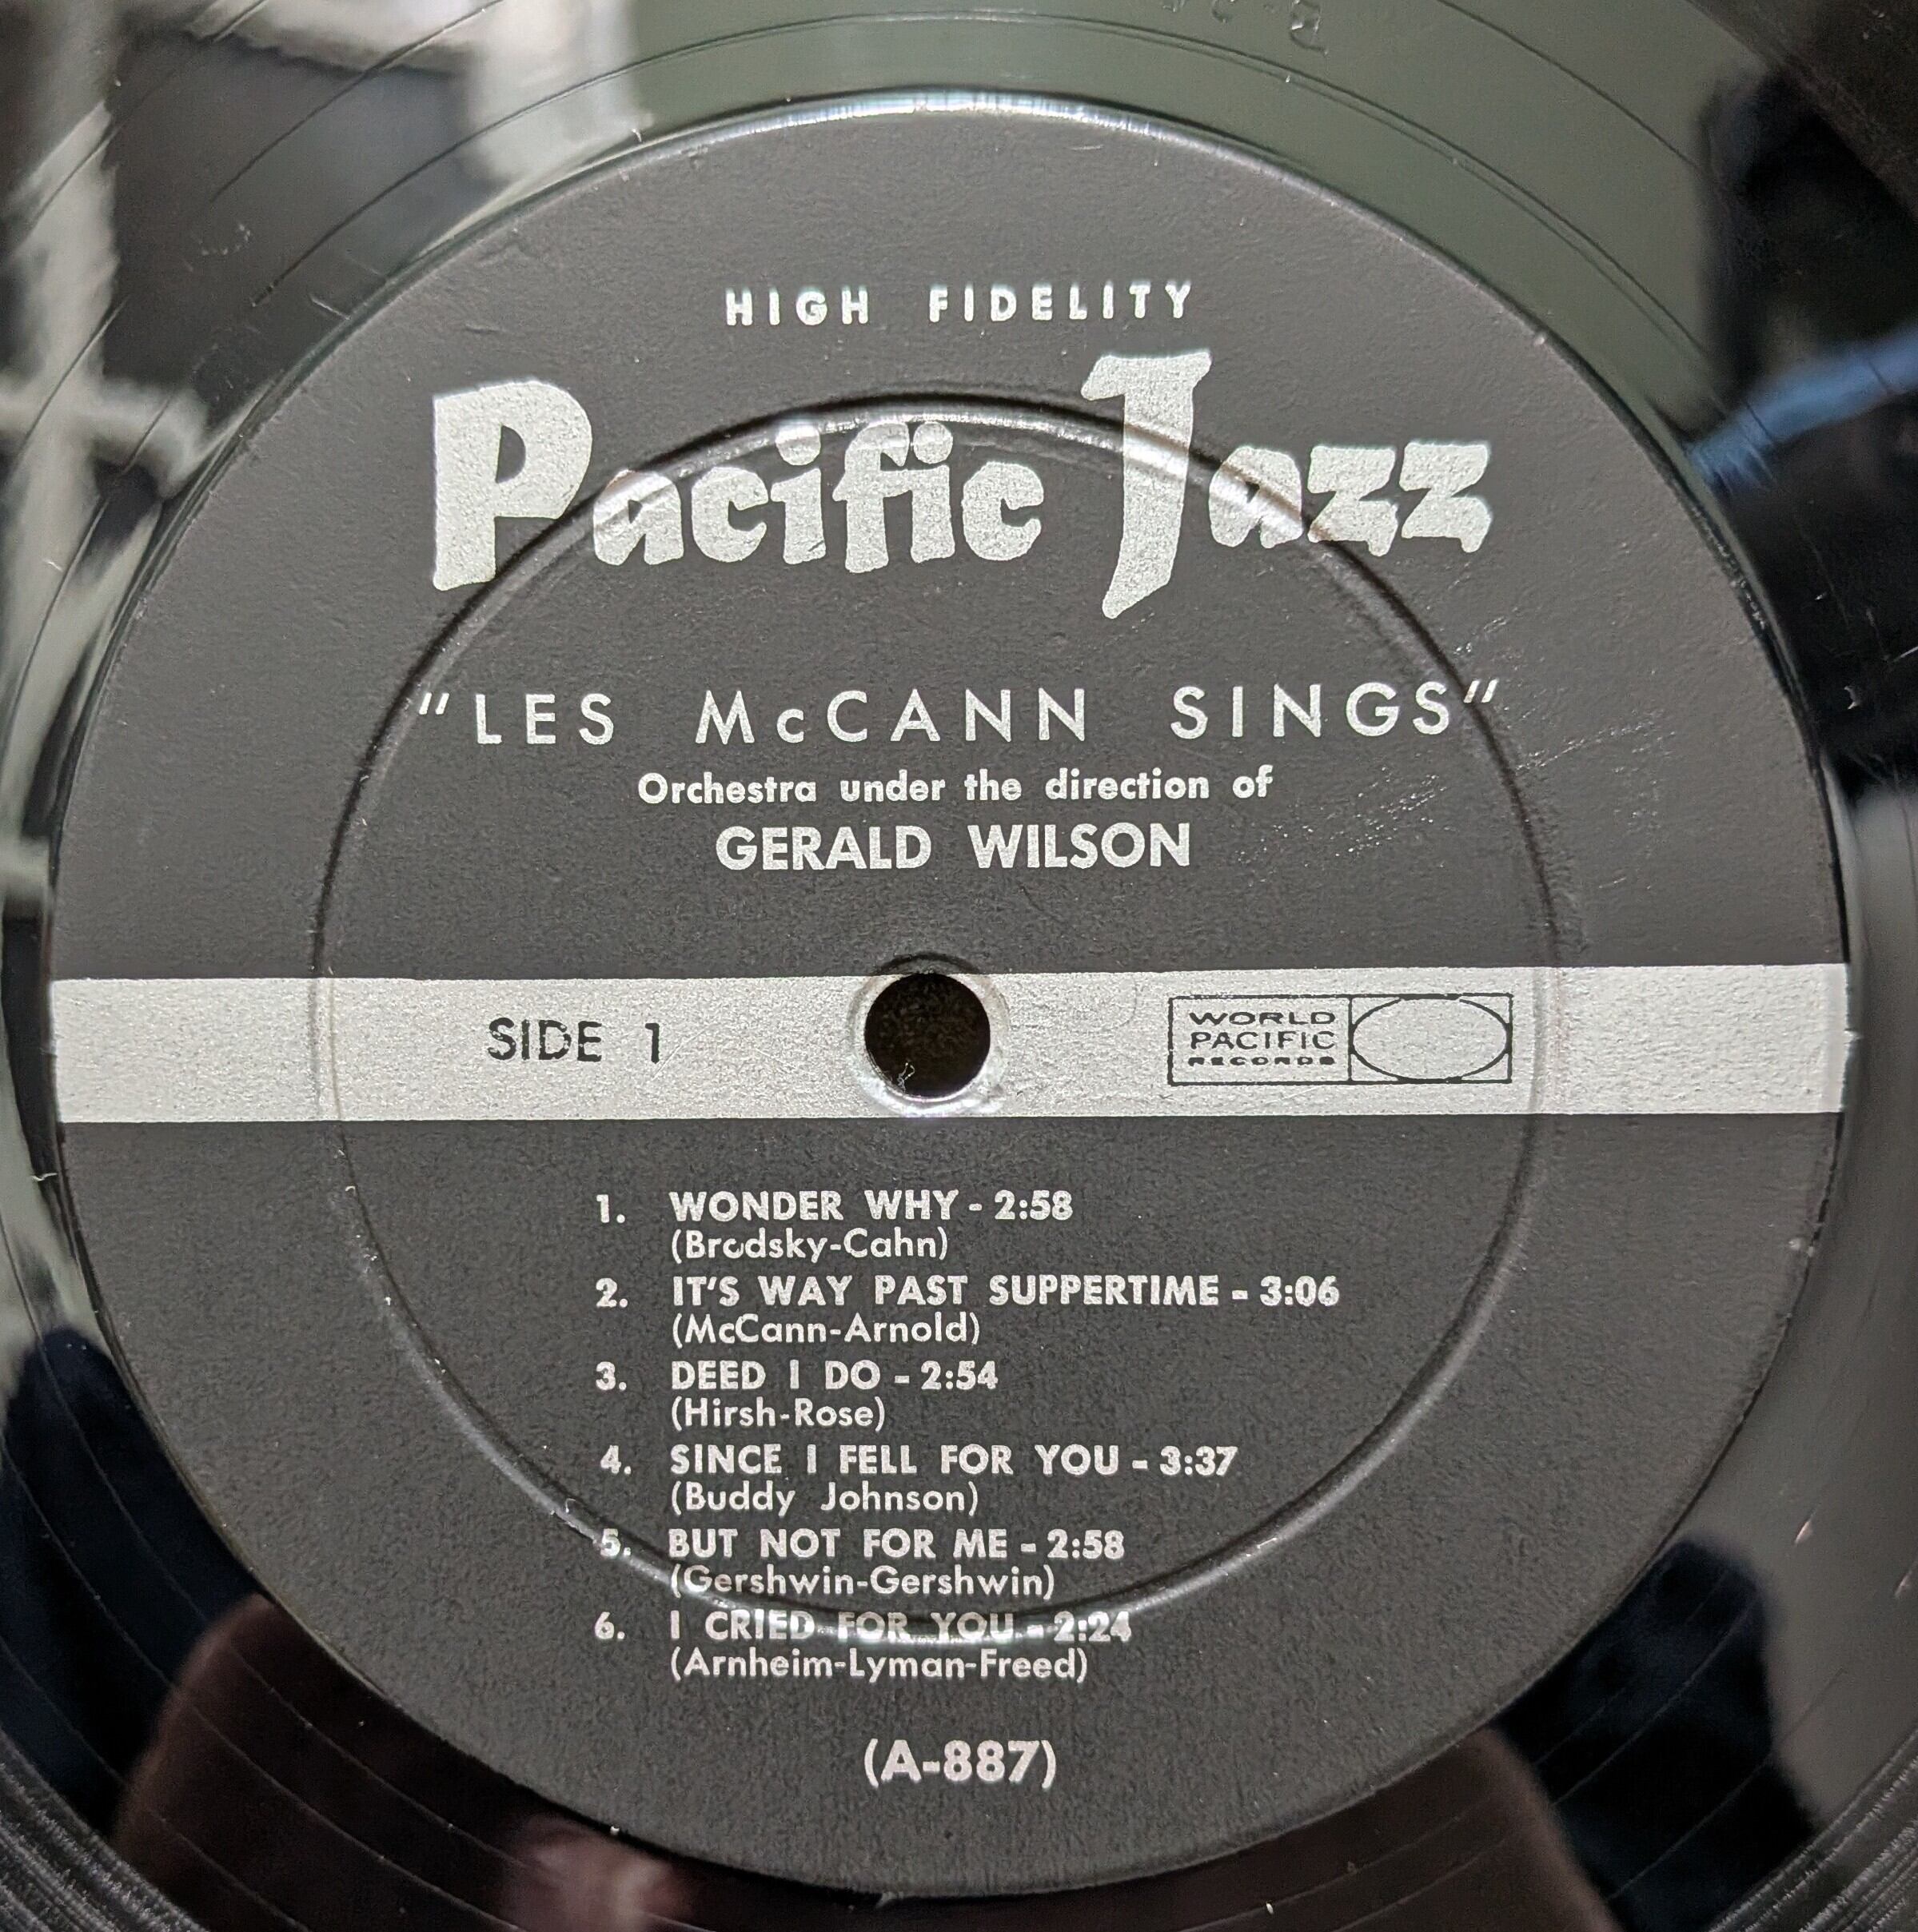 HIGH FIDELITY
Pacific Jazz
"LES McCANN SINGS"
Orchestra under the direction of
GERALD WILSON
SIDE 1
WORLD
PACIFIC
RECORDS
1. WONDER WHY - 2:58
(Brodsky-Cahn)
2. IT'S WAY PAST SUPPERTIME - 3:06
(McCann-Arnold)
3. DEED I DO - 2:54
(Hirsh-Rose)
4. SINCE I FELL FOR YOU - 3:37
(Buddy Johnson)
5. BUT NOT FOR ME - 2:58
(Gershwin-Gershwin)
6. I CRIED FOR YOU - 2:24
(Arnheim-Lyman-Freed)
(A-887)